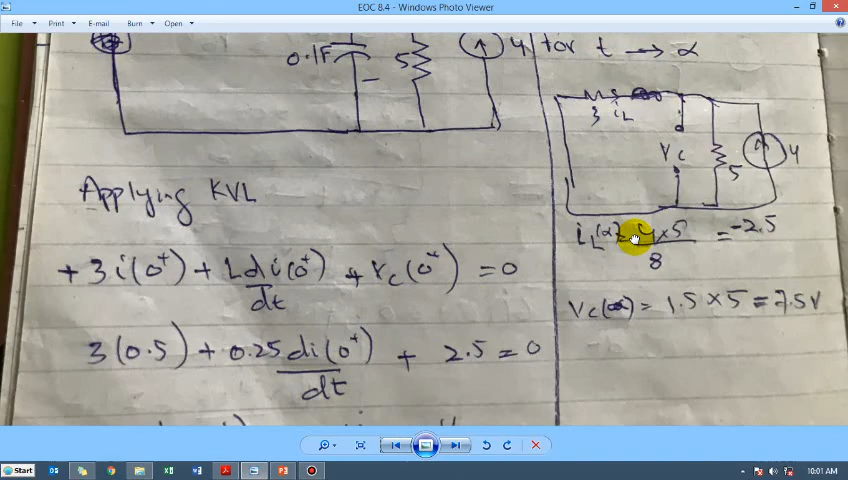 EOC 8.4 - Windows Photo Viewer
File Print E-mail Burn Open
0.1F
5
4
for t → α
3 iL
Vc
5
4
Applying KVL
iL(α) = 4×5 / 8 = -2.5
+3i(0⁺) + L di(0⁺)/dt + Vc(0⁺) = 0
Vc(α) = 1.5 × 5 = 7.5V
3(0.5) + 0.25 di(0⁺)/dt + 2.5 = 0
Start
10:01 AM